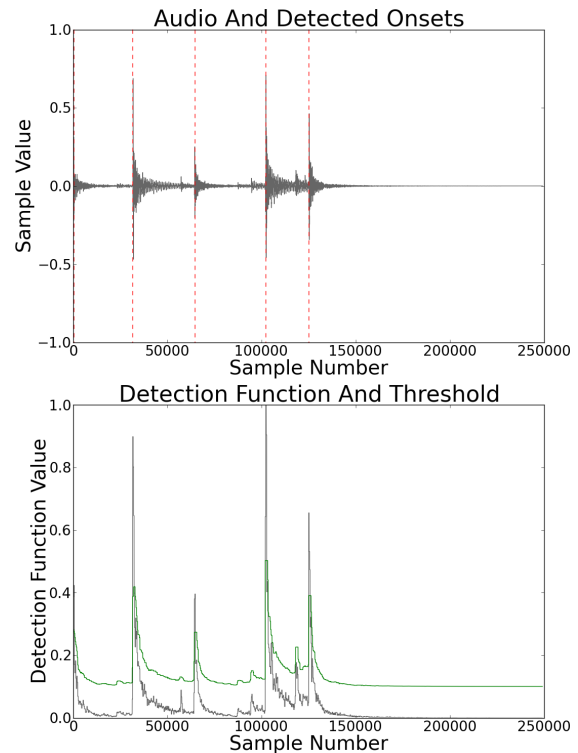 Audio And Detected Onsets
1.0
0.5
0.0
−0.5
−1.0
Sample Value
0 50000 100000 150000 200000 250000
Sample Number
Detection Function And Threshold
1.0
0.8
0.6
0.4
0.2
0.0
Detection Function Value
0 50000 100000 150000 200000 250000
Sample Number